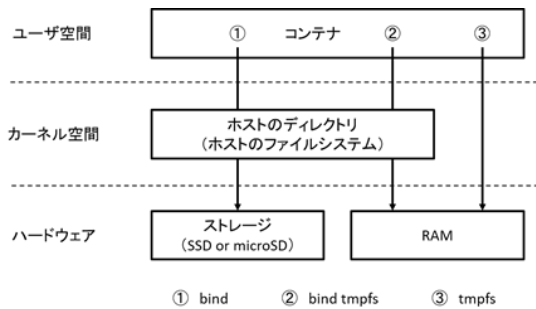 ユーザ空間
① コンテナ ② ③
カーネル空間
ホストのディレクトリ
(ホストのファイルシステム)
ハードウェア
ストレージ
(SSD or microSD)
RAM
① bind ② bind tmpfs ③ tmpfs